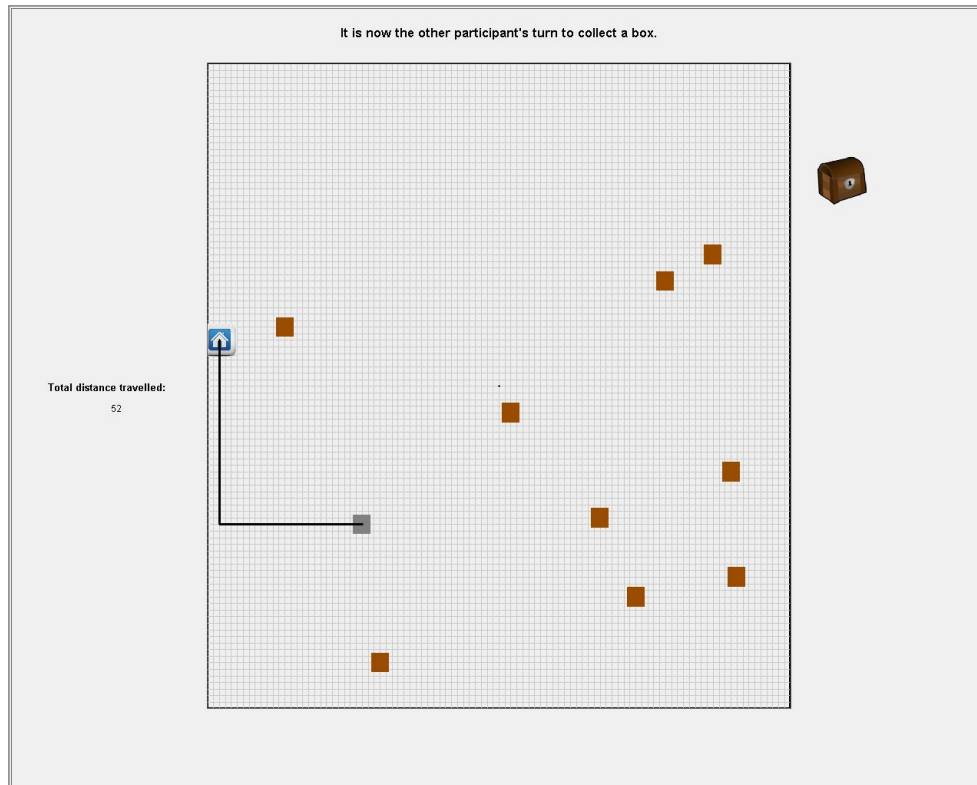 It is now the other participant's turn to collect a box.
Total distance travelled:
52